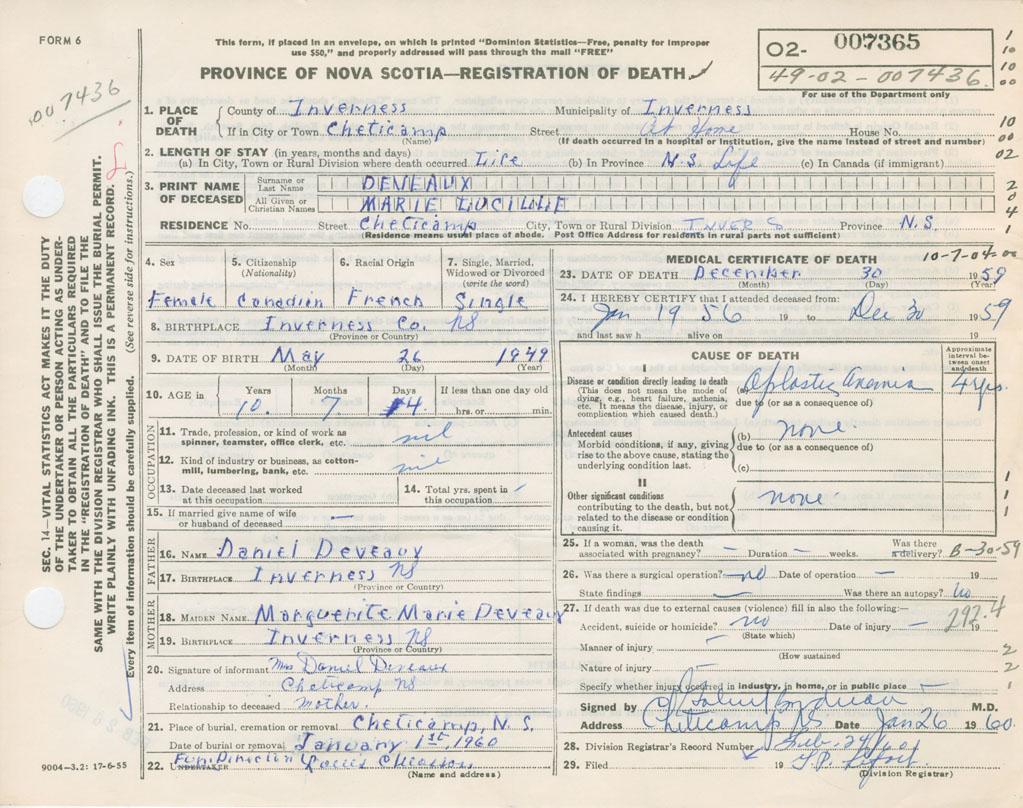 FORM 6
This form, if placed in an envelope, on which is printed "Dominion Statistics—Free, penalty for improper
use $50," and properly addressed will pass through the mail "FREE"
PROVINCE OF NOVA SCOTIA—REGISTRATION OF DEATH
02- 007365
49-02-007436
For use of the Department only
007436
1. PLACE OF DEATH County of Inverness Municipality of Inverness
If in City or Town Cheticamp Street At Home House No.
(Name) (If death occurred in a hospital or institution, give the name instead of street and number)
2. LENGTH OF STAY (in years, months and days)
(a) In City, Town or Rural Division where death occurred Life (b) In Province N.S. Life (c) In Canada (if immigrant)
3. PRINT NAME OF DECEASED
Surname or Last Name DEVEAUX
All Given or Christian Names MARIE LUCILLE
RESIDENCE No. Street Cheticamp City, Town or Rural Division INVER S Province N.S.
(Residence means usual place of abode. Post Office Address for residents in rural parts not sufficient)
4. Sex 5. Citizenship (Nationality) 6. Racial Origin 7. Single, Married, Widowed or Divorced (write the word)
Female Canadian French Single
8. BIRTHPLACE Inverness Co. NS
(Province or Country)
9. DATE OF BIRTH May 26 1949
(Month) (Day) (Year)
10. AGE in Years Months Days If less than one day old
10. 7 4. hrs. or min.
OCCUPATION
11. Trade, profession, or kind of work as spinner, teamster, office clerk, etc. nil
12. Kind of industry or business, as cotton-mill, lumbering, bank, etc. nil
13. Date deceased last worked at this occupation
14. Total yrs. spent in this occupation –
15. If married give name of wife or husband of deceased —
FATHER
16. NAME Daniel Deveaux
17. BIRTHPLACE Inverness NS
(Province or Country)
MOTHER
18. MAIDEN NAME Marguerite Marie Deveaux
19. BIRTHPLACE Inverness NS
(Province or Country)
20. Signature of informant Mrs Daniel Deveaux
Address Cheticamp NS
Relationship to deceased Mother.
21. Place of burial, cremation or removal Cheticamp, N.S.
Date of burial or removal January 1st, 1960
22. UNDERTAKER Fun. Direction
(Name and address)
9004—3.2: 17-6-55
MEDICAL CERTIFICATE OF DEATH 10-7-04-00
23. DATE OF DEATH December 30 1959
(Month) (Day) (Year)
24. I HEREBY CERTIFY that I attended deceased from:
Jan 1956 19 to Dec 30 1959
and last saw h alive on 19
CAUSE OF DEATH
Approximate interval between onset and death
I
Disease or condition directly leading to death
(This does not mean the mode of dying, e.g., heart failure, asthenia, etc. It means the disease, injury, or complication which caused death.)
(a) Aplastic Anemia 4 yrs.
due to (or as a consequence of)
Antecedent causes
Morbid conditions, if any, giving rise to the above cause, stating the underlying condition last.
(b) none
due to (or as a consequence of)
(c)
II
Other significant conditions
contributing to the death, but not related to the disease or condition causing it.
none
25. If a woman, was the death associated with pregnancy? – Duration – weeks. Was there a delivery? B-30-59
26. Was there a surgical operation? no Date of operation – 19
State findings – Was there an autopsy? no
27. If death was due to external causes (violence) fill in also the following:—
292.4
Accident, suicide or homicide? no Date of injury – 19
(State which)
Manner of injury
(How sustained
Nature of injury –
Specify whether injury occurred in industry, in home, or in public place –
Signed by M.D.
Address Cheticamp NS Date Jan 26 1960.
28. Division Registrar's Record Number
29. Filed 19
(Division Registrar)
SEC. 14—VITAL STATISTICS ACT MAKES IT THE DUTY
OF THE UNDERTAKER OR PERSON ACTING AS UNDER-
TAKER TO OBTAIN ALL THE PARTICULARS REQUIRED
IN THE "REGISTRATION OF DEATH" AND TO FILE THE
SAME WITH THE DIVISION REGISTRAR WHO SHALL ISSUE THE BURIAL PERMIT.
WRITE PLAINLY WITH UNFADING INK. THIS IS A PERMANENT RECORD.
Every item of information should be carefully supplied. (See reverse side for instructions.)